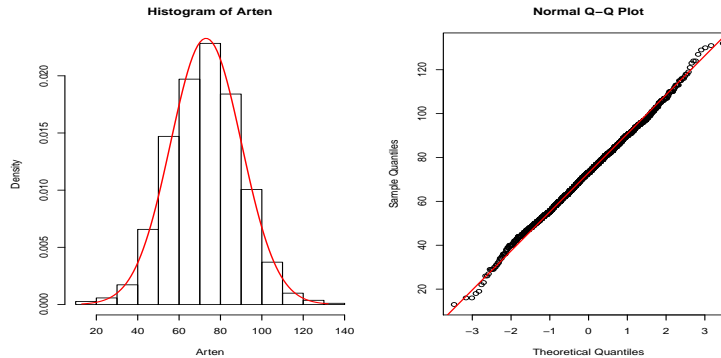 Histogram of Arten
Density
0.000
0.005
0.010
0.015
0.020
20 40 60 80 100 120 140
Arten
Normal Q−Q Plot
Sample Quantiles
20
40
60
80
100
120
−3 −2 −1 0 1 2 3
Theoretical Quantiles